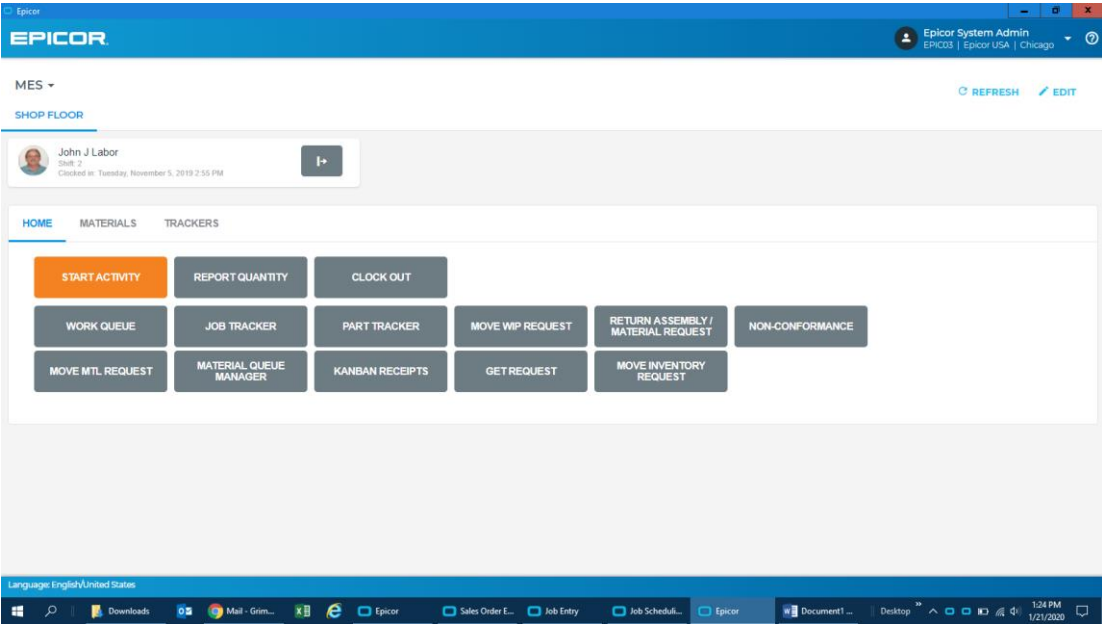 Epicor
EPICOR
Epicor System Admin
EPIC03 | Epicor USA | Chicago
MES
REFRESH
EDIT
SHOP FLOOR
John J Labor
Shift: 2
Clocked in: Tuesday, November 5, 2019 2:55 PM
HOME
MATERIALS
TRACKERS
START ACTIVITY
REPORT QUANTITY
CLOCK OUT
WORK QUEUE
JOB TRACKER
PART TRACKER
MOVE WIP REQUEST
RETURN ASSEMBLY /
MATERIAL REQUEST
NON-CONFORMANCE
MOVE MTL REQUEST
MATERIAL QUEUE
MANAGER
KANBAN RECEIPTS
GET REQUEST
MOVE INVENTORY
REQUEST
Language: English/United States
Downloads
Mail - Grim...
Epicor
Sales Order E...
Job Entry
Job Scheduli...
Epicor
Document1 ...
Desktop
1:24 PM
1/21/2020